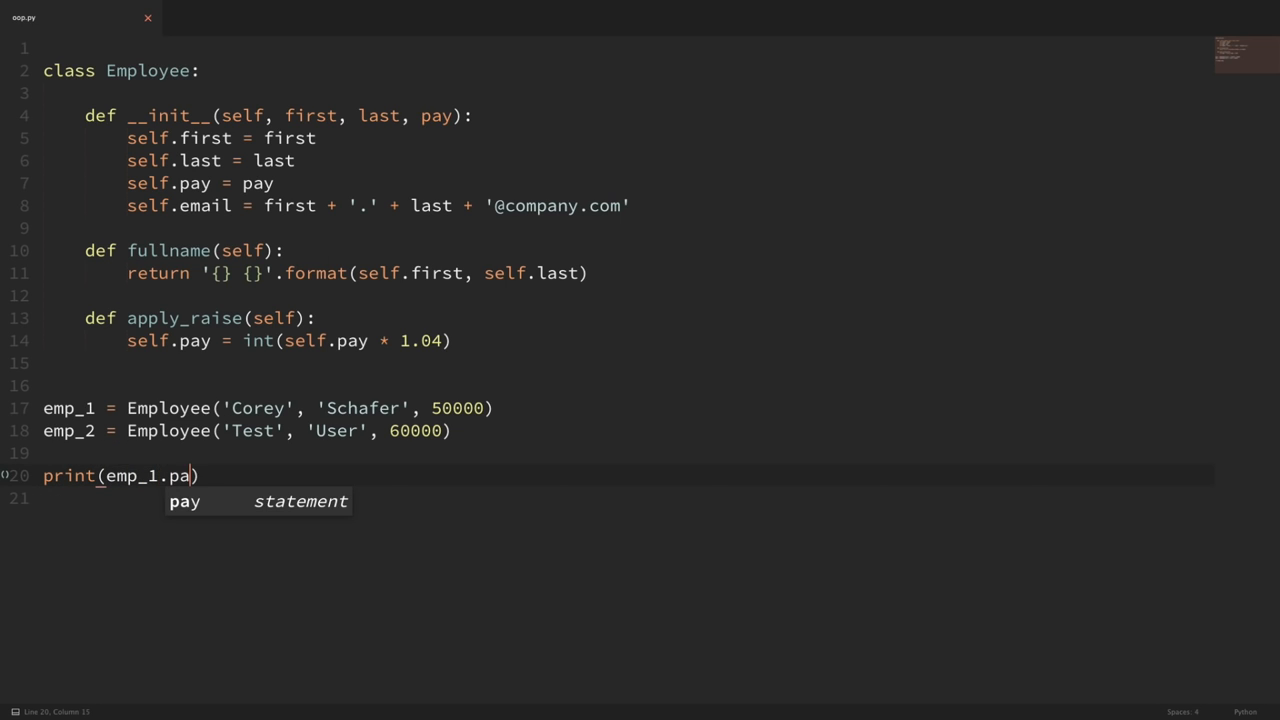 oop.py
1
2 class Employee:
3
4     def __init__(self, first, last, pay):
5         self.first = first
6         self.last = last
7         self.pay = pay
8         self.email = first + '.' + last + '@company.com'
9
10     def fullname(self):
11         return '{} {}'.format(self.first, self.last)
12
13     def apply_raise(self):
14         self.pay = int(self.pay * 1.04)
15
16
17 emp_1 = Employee('Corey', 'Schafer', 50000)
18 emp_2 = Employee('Test', 'User', 60000)
19
20 print(emp_1.pa)
pay statement
21
Line 20, Column 15
Spaces: 4
Python